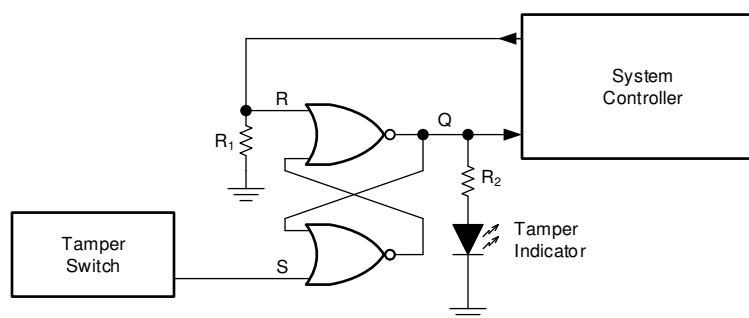 System
Controller
R
Q
R₁
R₂
Tamper
Switch
Tamper
Indicator
S